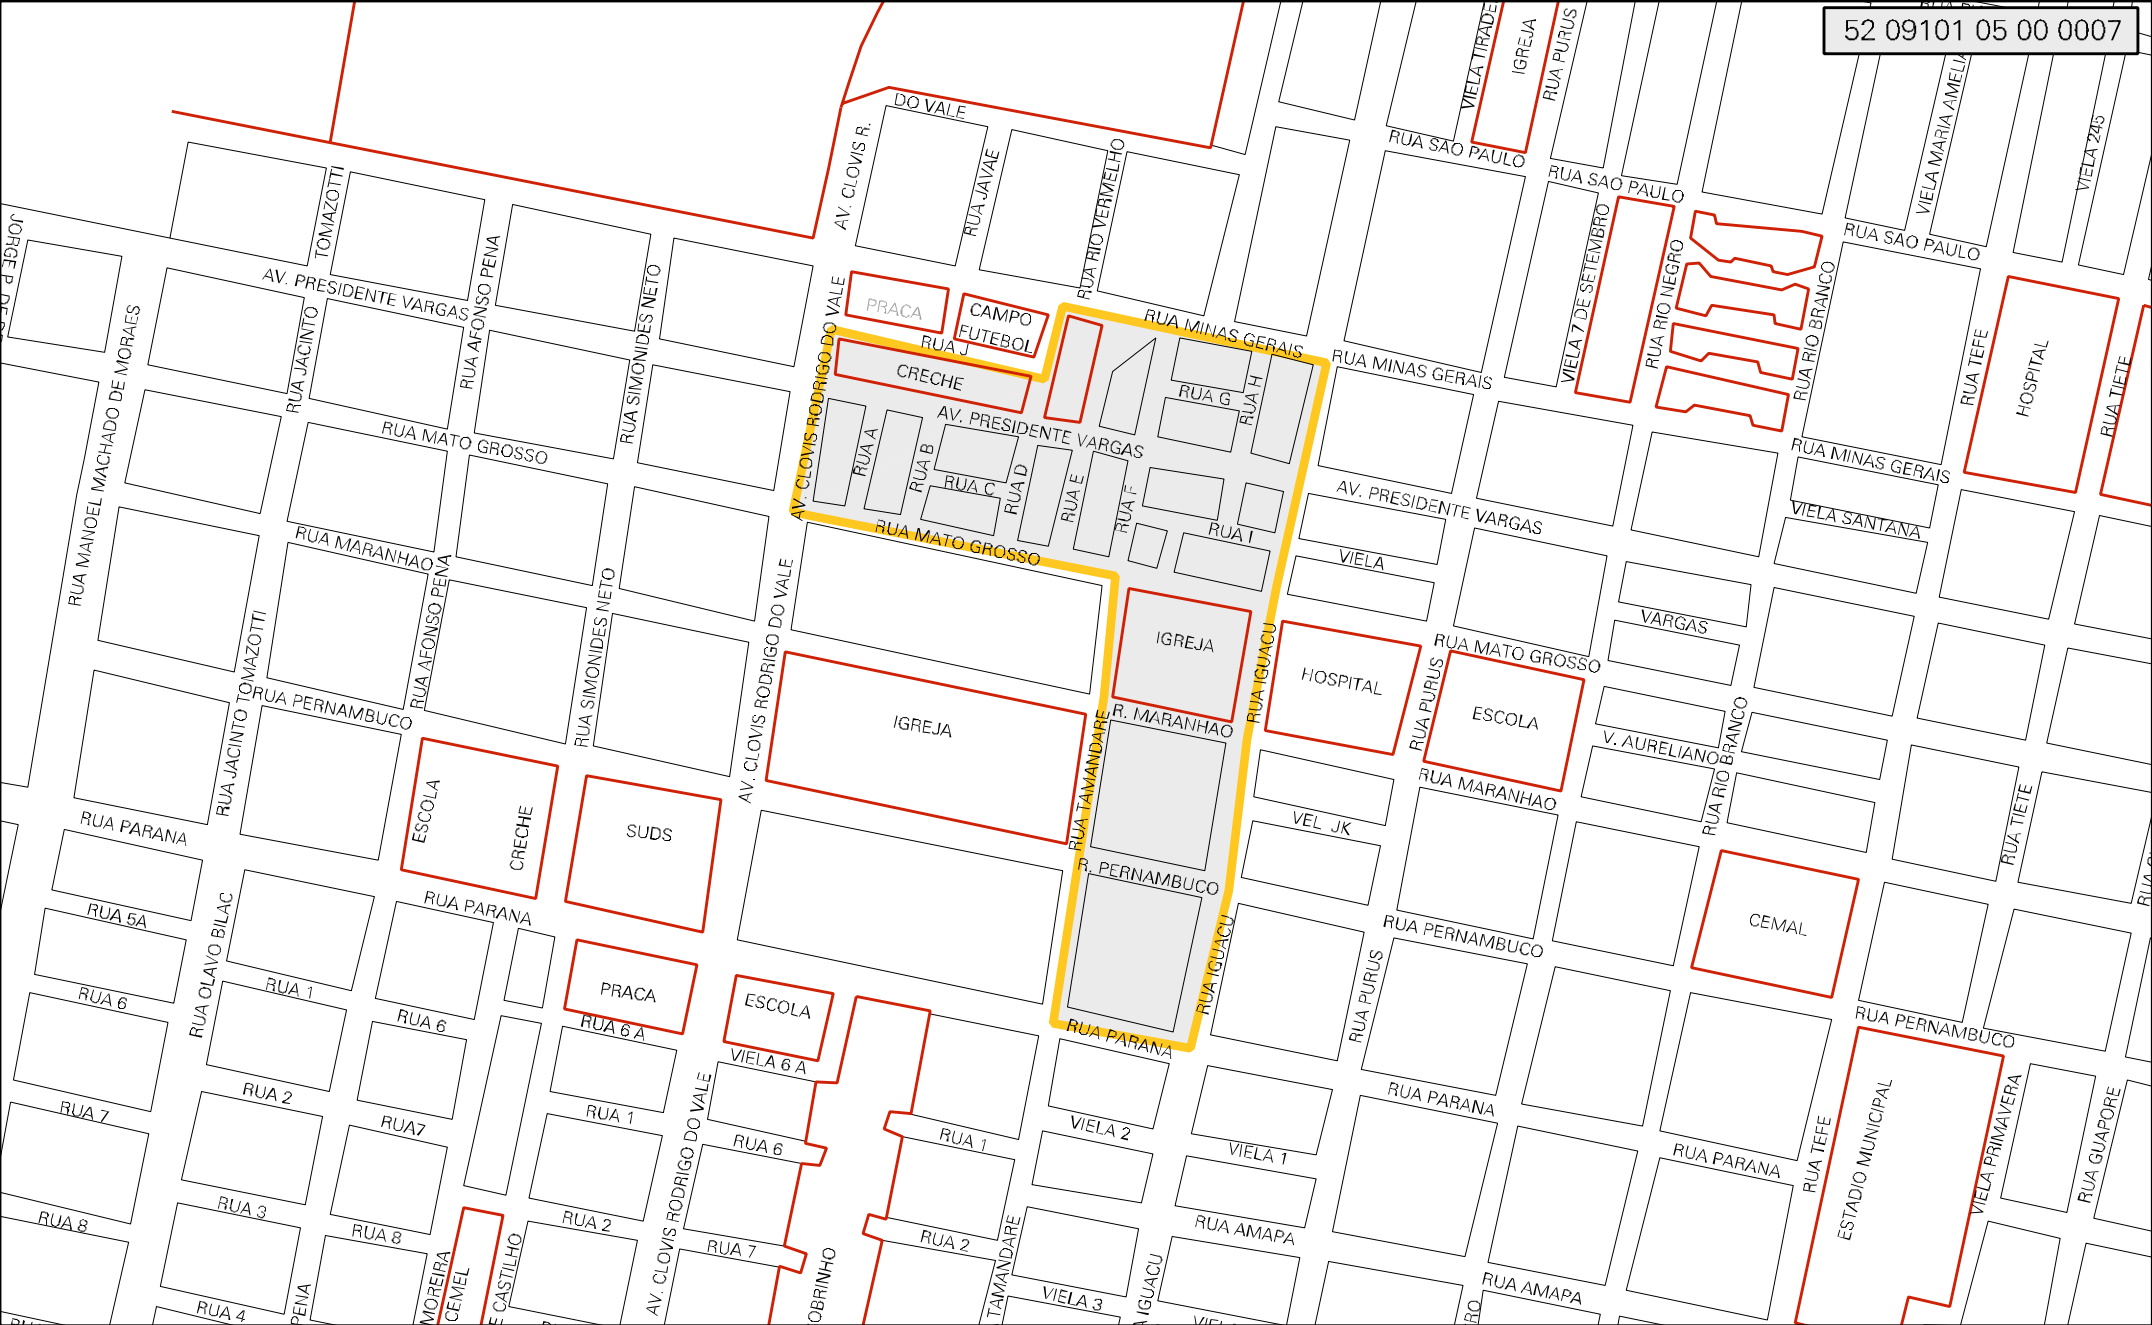 52 09101 05 00 0007
VIELA TIRADE
IGREJA
RUA PURUS
DO VALE
AV. CLOVIS R.
RUA JAVAE
RUA RIO VERMELHO
RUA SAO PAULO
RUA SAO PAULO
RUA SAO PAULO
VIELA MARIA AMELIA
VIELA 245
TOMAZOTTI
JORGE P. DE
AV. PRESIDENTE VARGAS
RUA JACINTO
RUA AFONSO PENA
RUA SIMONIDES NETO
AV. CLOVIS RODRIGO DO VALE
PRACA
CAMPO
FUTEBOL
RUA J
CRECHE
RUA MINAS GERAIS
RUA MINAS GERAIS
RUA MINAS GERAIS
VIELA 7 DE SETEMBRO
RUA RIO NEGRO
RUA RIO BRANCO
RUA TEFE
HOSPITAL
RUA TIETE
RUA G
RUA H
AV. PRESIDENTE VARGAS
RUA A
RUA B
RUA C
RUA D
RUA E
RUA F
RUA I
RUA MANOEL MACHADO DE MORAES
RUA MATO GROSSO
RUA MATO GROSSO
AV. PRESIDENTE VARGAS
VIELA SANTANA
VIELA
RUA MARANHAO
RUA AFONSO PENA
RUA SIMONIDES NETO
AV. CLOVIS RODRIGO DO VALE
IGREJA
RUA IGUACU
VARGAS
RUA MATO GROSSO
HOSPITAL
RUA PURUS
ESCOLA
RUA JACINTO TOMAZOTTI
RUA PERNAMBUCO
IGREJA
R. MARANHAO
RUA TAMANDARE
V. AURELIANO
RUA RIO BRANCO
RUA MARANHAO
RUA TIETE
RUA PARANA
ESCOLA
CRECHE
SUDS
VEL JK
R. PERNAMBUCO
RUA 5A
RUA OLAVO BILAC
RUA PARANA
RUA PERNAMBUCO
CEMAL
RUA 6
RUA 1
RUA 6
PRACA
RUA 6 A
ESCOLA
VIELA 6 A
RUA IGUACU
RUA PURUS
RUA PARANA
RUA PERNAMBUCO
RUA 7
RUA 2
RUA7
RUA 1
RUA 6
AV. CLOVIS RODRIGO DO VALE
RUA 1
VIELA 2
VIELA 1
RUA PARANA
RUA PARANA
RUA TEFE
ESTADIO MUNICIPAL
VIELA PRIMAVERA
RUA GUAPORE
RUA 8
RUA 3
RUA 8
RUA 2
RUA 7
RUA 2
TAMANDARE
RUA AMAPA
RUA AMAPA
RUA 4
PENA
MOREIRA
CEMEL
E CASTILHO
OBRINHO
VIELA 3
A IGUACU